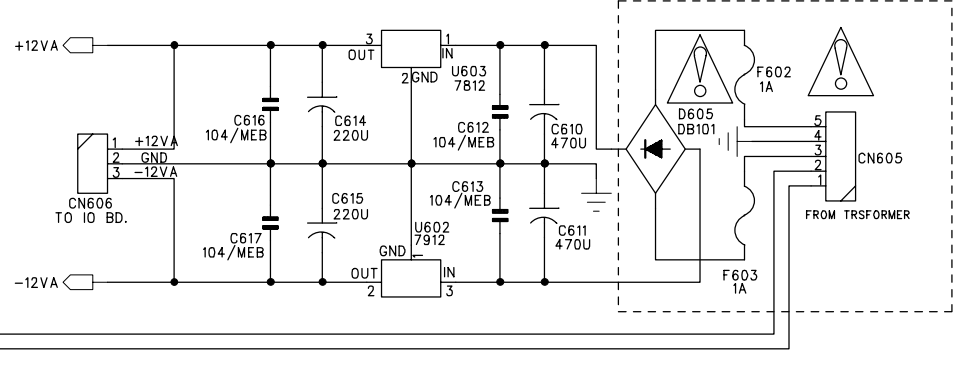 +12VA
3
OUT
1
IN
2
GND
U603
7812
C616
104/MEB
C614
220U
C612
104/MEB
C610
470U
D605
DB101
F602
1A
5
4
3
2
1
CN605
FROM TRSFORMER
1
+12VA
2
GND
3
-12VA
CN606
TO IO BD.
C617
104/MEB
C615
220U
C613
104/MEB
C611
470U
U602
7912
GND
1
OUT
2
IN
3
F603
1A
-12VA